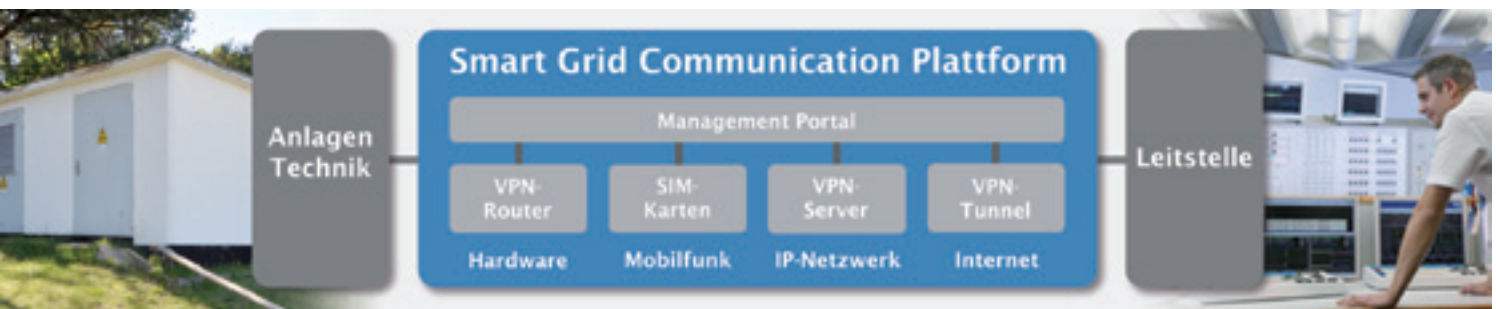 Smart Grid Communication Plattform
Management Portal
Anlagen
Technik
VPN-
Router
SIM-
Karten
VPN-
Server
VPN-
Tunnel
Leitstelle
Hardware
Mobilfunk
IP-Netzwerk
Internet